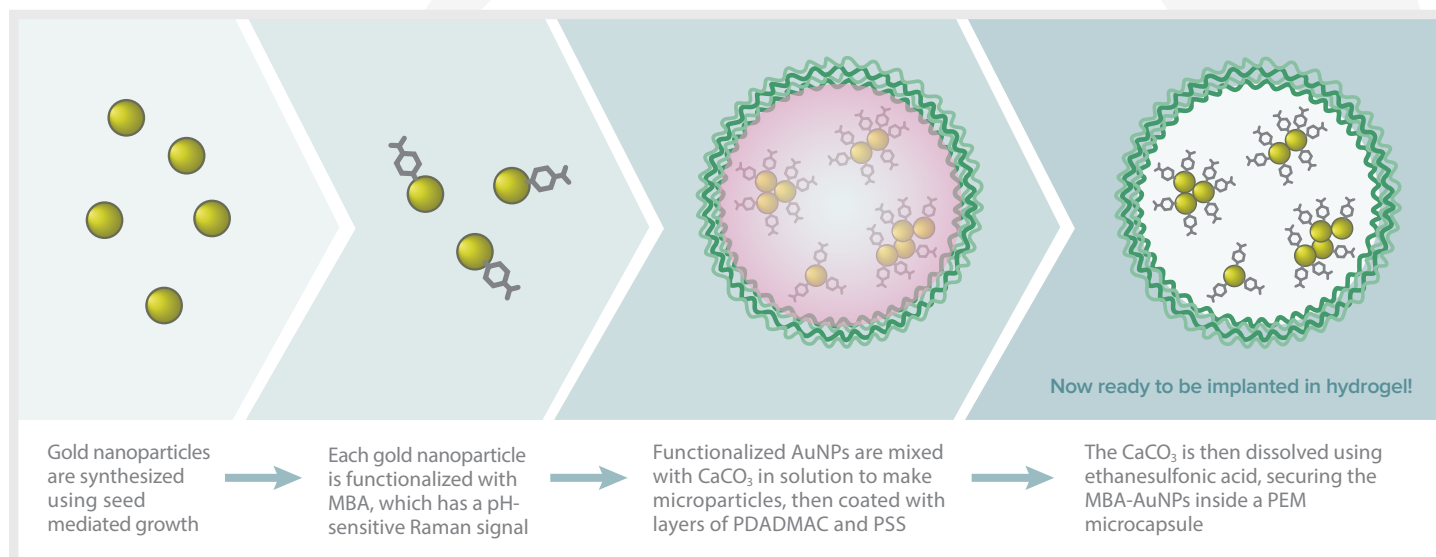 Now ready to be implanted in hydrogel!
Gold nanoparticles
are synthesized
using seed
mediated growth
Each gold nanoparticle
is functionalized with
MBA, which has a pH-
sensitive Raman signal
Functionalized AuNPs are mixed
with CaCO₃ in solution to make
microparticles, then coated with
layers of PDADMAC and PSS
The CaCO₃ is then dissolved using
ethanesulfonic acid, securing the
MBA-AuNPs inside a PEM
microcapsule